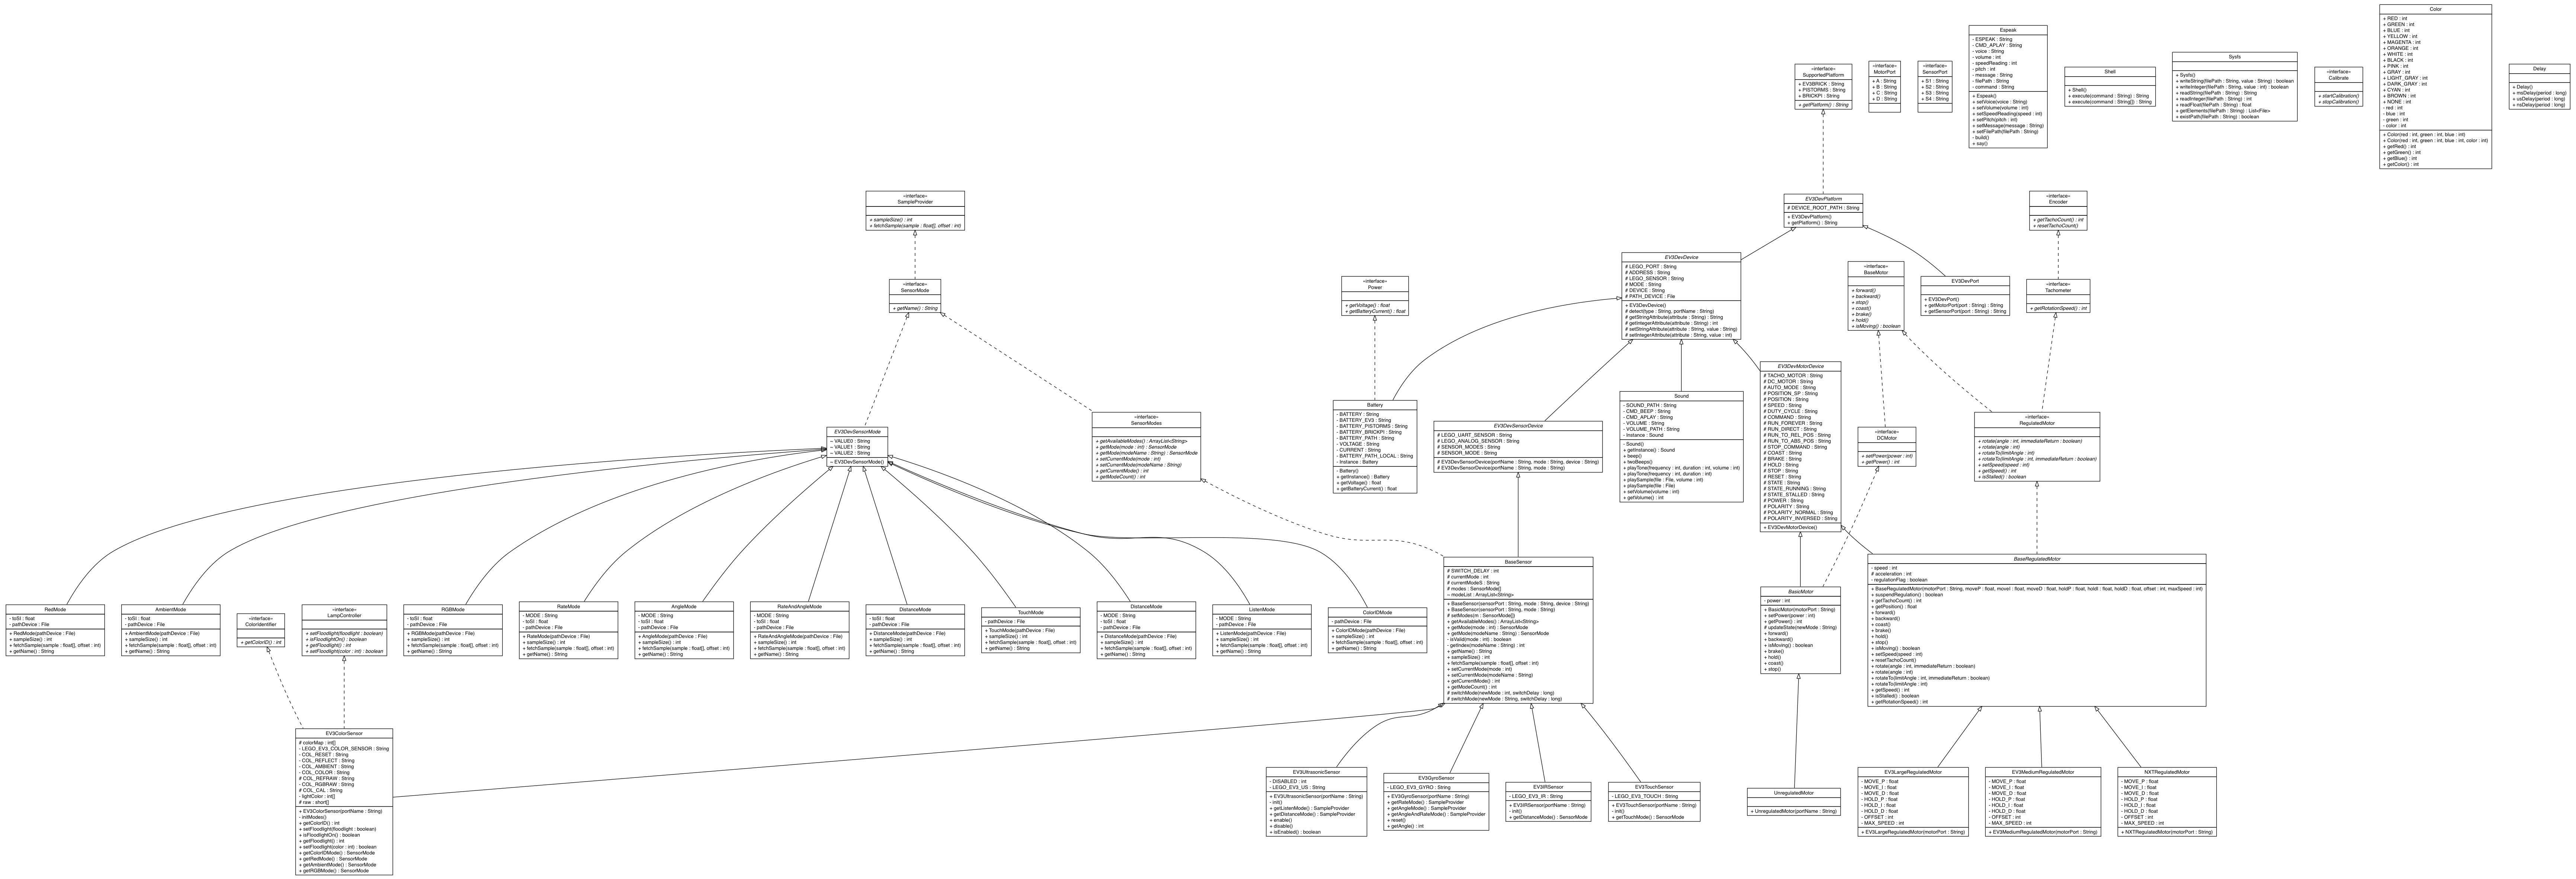 Color
+ RED : int
+ GREEN : int
+ BLUE : int
+ YELLOW : int
+ MAGENTA : int
+ ORANGE : int
+ WHITE : int
+ BLACK : int
+ PINK : int
+ GRAY : int
+ LIGHT_GRAY : int
+ DARK_GRAY : int
+ CYAN : int
+ BROWN : int
+ NONE : int
- red : int
- blue : int
- green : int
- color : int
+ Color(red : int, green : int, blue : int)
+ Color(red : int, green : int, blue : int, color : int)
+ getRed() : int
+ getGreen() : int
+ getBlue() : int
+ getColor() : int
Espeak
- ESPEAK : String
- CMD_APLAY : String
- voice : String
- volume : int
- speedReading : int
- pitch : int
- message : String
- filePath : String
- command : String
+ Espeak()
+ setVoice(voice : String)
+ setVolume(volume : int)
+ setSpeedReading(speed : int)
+ setPitch(pitch : int)
+ setMessage(message : String)
+ setFilePath(filePath : String)
- build()
+ say()
«interface»
SupportedPlatform
+ EV3BRICK : String
+ PISTORMS : String
+ BRICKPI : String
+ getPlatform() : String
«interface»
MotorPort
+ A : String
+ B : String
+ C : String
+ D : String
«interface»
SensorPort
+ S1 : String
+ S2 : String
+ S3 : String
+ S4 : String
Shell
+ Shell()
+ execute(command : String) : String
+ execute(command : String[]) : String
Sysfs
+ Sysfs()
+ writeString(filePath : String, value : String) : boolean
+ writeInteger(filePath : String, value : int) : boolean
+ readString(filePath : String) : String
+ readInteger(filePath : String) : int
+ readFloat(filePath : String) : float
+ getElements(filePath : String) : List<File>
+ existPath(filePath : String) : boolean
«interface»
Calibrate
+ startCalibration()
+ stopCalibration()
Delay
+ Delay()
+ msDelay(period : long)
+ usDelay(period : long)
+ nsDelay(period : long)
«interface»
SampleProvider
+ sampleSize() : int
+ fetchSample(sample : float[], offset : int)
EV3DevPlatform
# DEVICE_ROOT_PATH : String
+ EV3DevPlatform()
+ getPlatform() : String
«interface»
Encoder
+ getTachoCount() : int
+ resetTachoCount()
«interface»
SensorMode
+ getName() : String
«interface»
Power
+ getVoltage() : float
+ getBatteryCurrent() : float
EV3DevDevice
# LEGO_PORT : String
# ADDRESS : String
# LEGO_SENSOR : String
# MODE : String
# DEVICE : String
# PATH_DEVICE : File
+ EV3DevDevice()
# detect(type : String, portName : String)
# getStringAttribute(attribute : String) : String
# getIntegerAttribute(attribute : String) : int
# setStringAttribute(attribute : String, value : String)
# setIntegerAttribute(attribute : String, value : int)
«interface»
BaseMotor
+ forward()
+ backward()
+ stop()
+ coast()
+ brake()
+ hold()
+ isMoving() : boolean
EV3DevPort
+ EV3DevPort()
+ getMotorPort(port : String) : String
+ getSensorPort(port : String) : String
«interface»
Tachometer
+ getRotationSpeed() : int
EV3DevSensorMode
~ VALUE0 : String
~ VALUE1 : String
~ VALUE2 : String
~ EV3DevSensorMode()
«interface»
SensorModes
+ getAvailableModes() : ArrayList<String>
+ getMode(mode : int) : SensorMode
+ getMode(modeName : String) : SensorMode
+ setCurrentMode(mode : int)
+ setCurrentMode(modeName : String)
+ getCurrentMode() : int
+ getModeCount() : int
Battery
- BATTERY : String
- BATTERY_EV3 : String
- BATTERY_PISTORMS : String
- BATTERY_BRICKPI : String
- BATTERY_PATH : String
- VOLTAGE : String
- CURRENT : String
- BATTERY_PATH_LOCAL : String
- Instance : Battery
- Battery()
+ getInstance() : Battery
+ getVoltage() : float
+ getBatteryCurrent() : float
EV3DevSensorDevice
# LEGO_UART_SENSOR : String
# LEGO_ANALOG_SENSOR : String
# SENSOR_MODES : String
# SENSOR_MODE : String
# EV3DevSensorDevice(portName : String, mode : String, device : String)
# EV3DevSensorDevice(portName : String, mode : String)
Sound
- SOUND_PATH : String
- CMD_BEEP : String
- CMD_APLAY : String
- VOLUME : String
- VOLUME_PATH : String
- Instance : Sound
- Sound()
+ getInstance() : Sound
+ beep()
+ twoBeeps()
+ playTone(frequency : int, duration : int, volume : int)
+ playTone(frequency : int, duration : int)
+ playSample(file : File, volume : int)
+ playSample(file : File)
+ setVolume(volume : int)
+ getVolume() : int
EV3DevMotorDevice
# TACHO_MOTOR : String
# DC_MOTOR : String
# AUTO_MODE : String
# POSITION_SP : String
# POSITION : String
# SPEED : String
# DUTY_CYCLE : String
# COMMAND : String
# RUN_FOREVER : String
# RUN_DIRECT : String
# RUN_TO_REL_POS : String
# RUN_TO_ABS_POS : String
# STOP_COMMAND : String
# COAST : String
# BRAKE : String
# HOLD : String
# STOP : String
# RESET : String
# STATE : String
# STATE_RUNNING : String
# STATE_STALLED : String
# POWER : String
# POLARITY : String
# POLARITY_NORMAL : String
# POLARITY_INVERSED : String
+ EV3DevMotorDevice()
«interface»
DCMotor
+ setPower(power : int)
+ getPower() : int
«interface»
RegulatedMotor
+ rotate(angle : int, immediateReturn : boolean)
+ rotate(angle : int)
+ rotateTo(limitAngle : int)
+ rotateTo(limitAngle : int, immediateReturn : boolean)
+ setSpeed(speed : int)
+ getSpeed() : int
+ isStalled() : boolean
RedMode
- toSI : float
- pathDevice : File
+ RedMode(pathDevice : File)
+ sampleSize() : int
+ fetchSample(sample : float[], offset : int)
+ getName() : String
AmbientMode
- toSI : float
- pathDevice : File
+ AmbientMode(pathDevice : File)
+ sampleSize() : int
+ fetchSample(sample : float[], offset : int)
+ getName() : String
«interface»
ColorIdentifier
+ getColorID() : int
«interface»
LampController
+ setFloodlight(floodlight : boolean)
+ isFloodlightOn() : boolean
+ getFloodlight() : int
+ setFloodlight(color : int) : boolean
RGBMode
- toSI : float
- pathDevice : File
+ RGBMode(pathDevice : File)
+ sampleSize() : int
+ fetchSample(sample : float[], offset : int)
+ getName() : String
RateMode
- MODE : String
- toSI : float
- pathDevice : File
+ RateMode(pathDevice : File)
+ sampleSize() : int
+ fetchSample(sample : float[], offset : int)
+ getName() : String
AngleMode
- MODE : String
- toSI : float
- pathDevice : File
+ AngleMode(pathDevice : File)
+ sampleSize() : int
+ fetchSample(sample : float[], offset : int)
+ getName() : String
RateAndAngleMode
- MODE : String
- toSI : float
- pathDevice : File
+ RateAndAngleMode(pathDevice : File)
+ sampleSize() : int
+ fetchSample(sample : float[], offset : int)
+ getName() : String
DistanceMode
- toSI : float
- pathDevice : File
+ DistanceMode(pathDevice : File)
+ sampleSize() : int
+ fetchSample(sample : float[], offset : int)
+ getName() : String
TouchMode
- pathDevice : File
+ TouchMode(pathDevice : File)
+ sampleSize() : int
+ fetchSample(sample : float[], offset : int)
+ getName() : String
DistanceMode
- MODE : String
- toSI : float
- pathDevice : File
+ DistanceMode(pathDevice : File)
+ sampleSize() : int
+ fetchSample(sample : float[], offset : int)
+ getName() : String
ListenMode
- MODE : String
- pathDevice : File
+ ListenMode(pathDevice : File)
+ sampleSize() : int
+ fetchSample(sample : float[], offset : int)
+ getName() : String
ColorIDMode
- pathDevice : File
+ ColorIDMode(pathDevice : File)
+ sampleSize() : int
+ fetchSample(sample : float[], offset : int)
+ getName() : String
BaseSensor
# SWITCH_DELAY : int
# currentMode : int
# currentModeS : String
# modes : SensorMode[]
~ modeList : ArrayList<String>
+ BaseSensor(sensorPort : String, mode : String, device : String)
+ BaseSensor(sensorPort : String, mode : String)
# setModes(m : SensorMode[])
+ getAvailableModes() : ArrayList<String>
+ getMode(mode : int) : SensorMode
+ getMode(modeName : String) : SensorMode
- isValid(mode : int) : boolean
- getIndex(modeName : String) : int
+ getName() : String
+ sampleSize() : int
+ fetchSample(sample : float[], offset : int)
+ setCurrentMode(mode : int)
+ setCurrentMode(modeName : String)
+ getCurrentMode() : int
+ getModeCount() : int
# switchMode(newMode : int, switchDelay : long)
# switchMode(newMode : String, switchDelay : long)
BasicMotor
- power : int
+ BasicMotor(motorPort : String)
+ setPower(power : int)
+ getPower() : int
# updateState(newMode : String)
+ forward()
+ backward()
+ isMoving() : boolean
+ brake()
+ hold()
+ coast()
+ stop()
BaseRegulatedMotor
- speed : int
# acceleration : int
- regulationFlag : boolean
+ BaseRegulatedMotor(motorPort : String, moveP : float, moveI : float, moveD : float, holdP : float, holdI : float, holdD : float, offset : int, maxSpeed : int)
+ suspendRegulation() : boolean
+ getTachoCount() : int
+ getPosition() : float
+ forward()
+ backward()
+ coast()
+ brake()
+ hold()
+ stop()
+ isMoving() : boolean
+ setSpeed(speed : int)
+ resetTachoCount()
+ rotate(angle : int, immediateReturn : boolean)
+ rotate(angle : int)
+ rotateTo(limitAngle : int, immediateReturn : boolean)
+ rotateTo(limitAngle : int)
+ getSpeed() : int
+ isStalled() : boolean
+ getRotationSpeed() : int
EV3ColorSensor
# colorMap : int[]
- LEGO_EV3_COLOR_SENSOR : String
- COL_RESET : String
- COL_REFLECT : String
- COL_AMBIENT : String
- COL_COLOR : String
# COL_REFRAW : String
- COL_RGBRAW : String
# COL_CAL : String
- lightColor : int[]
# raw : short[]
+ EV3ColorSensor(portName : String)
- initModes()
+ getColorID() : int
+ setFloodlight(floodlight : boolean)
+ isFloodlightOn() : boolean
+ getFloodlight() : int
+ setFloodlight(color : int) : boolean
+ getColorIDMode() : SensorMode
+ getRedMode() : SensorMode
+ getAmbientMode() : SensorMode
+ getRGBMode() : SensorMode
EV3UltrasonicSensor
- DISABLED : int
- LEGO_EV3_US : String
+ EV3UltrasonicSensor(portName : String)
- init()
+ getListenMode() : SampleProvider
+ getDistanceMode() : SampleProvider
+ enable()
+ disable()
+ isEnabled() : boolean
EV3GyroSensor
- LEGO_EV3_GYRO : String
+ EV3GyroSensor(portName : String)
+ getRateMode() : SampleProvider
+ getAngleMode() : SampleProvider
+ getAngleAndRateMode() : SampleProvider
+ reset()
+ getAngle() : int
EV3IRSensor
- LEGO_EV3_IR : String
+ EV3IRSensor(portName : String)
- init()
+ getDistanceMode() : SensorMode
EV3TouchSensor
- LEGO_EV3_TOUCH : String
+ EV3TouchSensor(portName : String)
- init()
+ getTouchMode() : SensorMode
UnregulatedMotor
+ UnregulatedMotor(portName : String)
EV3LargeRegulatedMotor
- MOVE_P : float
- MOVE_I : float
- MOVE_D : float
- HOLD_P : float
- HOLD_I : float
- HOLD_D : float
- OFFSET : int
- MAX_SPEED : int
+ EV3LargeRegulatedMotor(motorPort : String)
EV3MediumRegulatedMotor
- MOVE_P : float
- MOVE_I : float
- MOVE_D : float
- HOLD_P : float
- HOLD_I : float
- HOLD_D : float
- OFFSET : int
- MAX_SPEED : int
+ EV3MediumRegulatedMotor(motorPort : String)
NXTRegulatedMotor
- MOVE_P : float
- MOVE_I : float
- MOVE_D : float
- HOLD_P : float
- HOLD_I : float
- HOLD_D : float
- OFFSET : int
- MAX_SPEED : int
+ NXTRegulatedMotor(motorPort : String)